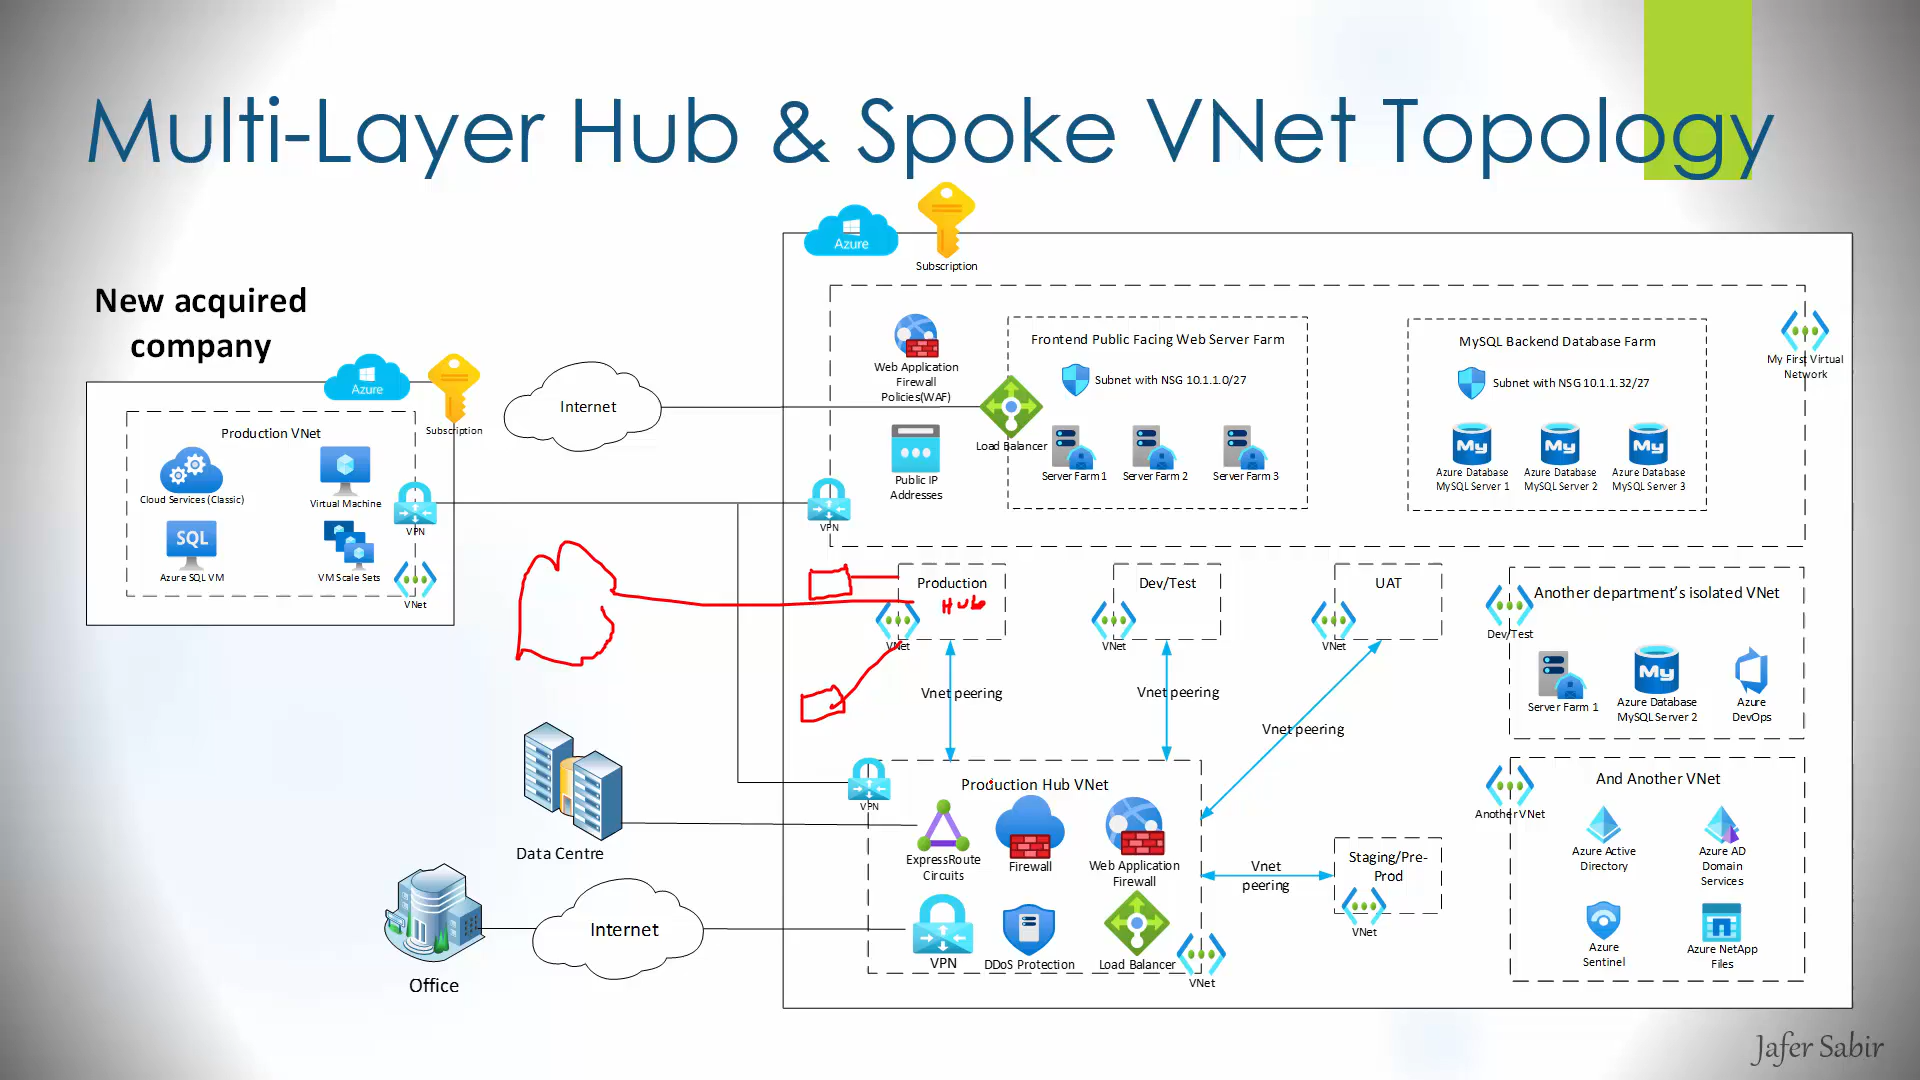 Multi-Layer Hub & Spoke VNet Topology
Azure
Subscription
New acquired
company
Azure
Subscription
Production VNet
Cloud Services (Classic)
Virtual Machine
VPN
SQL
Azure SQL VM
VM Scale Sets
VNet
Internet
Web Application
Firewall
Policies(WAF)
Public IP
Addresses
Load Balancer
VPN
Frontend Public Facing Web Server Farm
Subnet with NSG 10.1.1.0/27
Server Farm 1
Server Farm 2
Server Farm 3
MySQL Backend Database Farm
Subnet with NSG 10.1.1.32/27
My
My
My
Azure Database
MySQL Server 1
Azure Database
MySQL Server 2
Azure Database
MySQL Server 3
My First Virtual
Network
Production
Hub
VNet
Dev/Test
VNet
UAT
VNet
Vnet peering
Vnet peering
Vnet peering
Another department's isolated VNet
Dev/Test
Server Farm 1
My
Azure Database
MySQL Server 2
Azure
DevOps
Data Centre
Office
Internet
VPN
Production Hub VNet
ExpressRoute
Circuits
Firewall
Web Application
Firewall
VPN
DDoS Protection
Load Balancer
VNet
Vnet
peering
Staging/Pre-
Prod
VNet
And Another VNet
Another VNet
Azure Active
Directory
Azure AD
Domain
Services
Azure
Sentinel
Azure NetApp
Files
Jafer Sabir